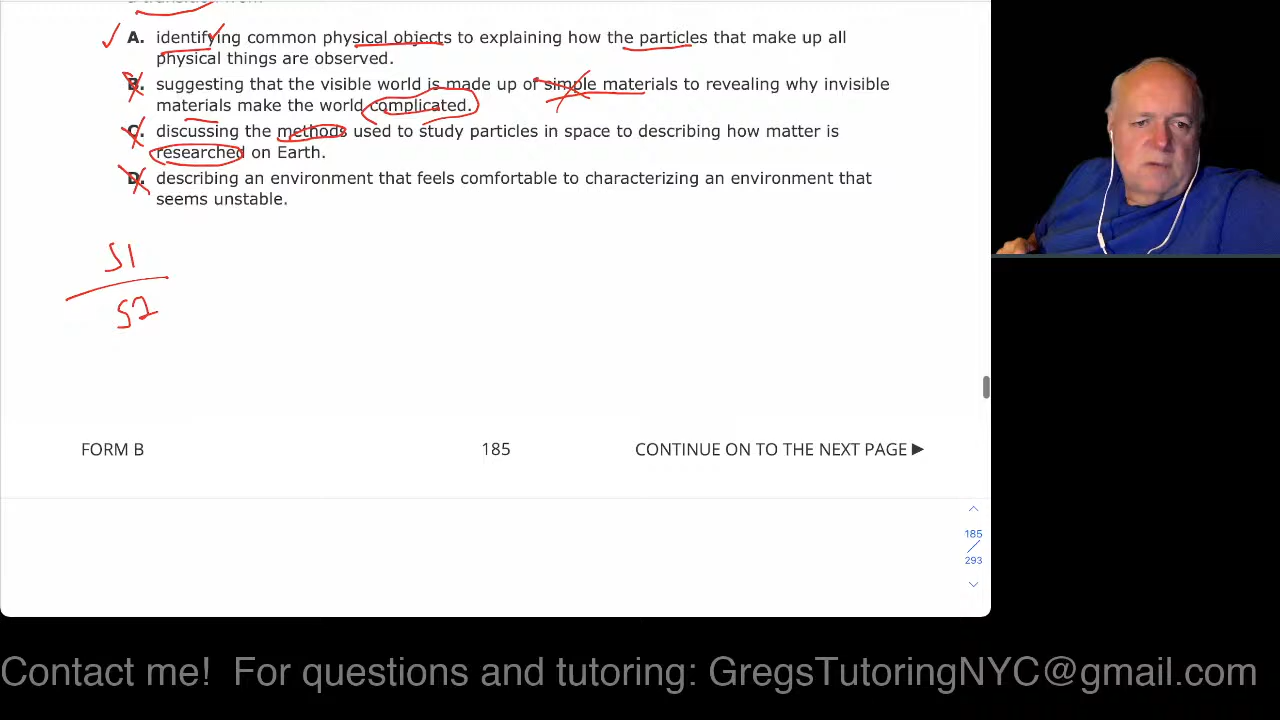 A. identifying common physical objects to explaining how the particles that make up all
physical things are observed.
B. suggesting that the visible world is made up of simple materials to revealing why invisible
materials make the world complicated.
C. discussing the methods used to study particles in space to describing how matter is
researched on Earth.
D. describing an environment that feels comfortable to characterizing an environment that
seems unstable.
S1
S2
FORM B 185 CONTINUE ON TO THE NEXT PAGE ►
185
293
Contact me! For questions and tutoring: GregsTutoringNYC@gmail.com